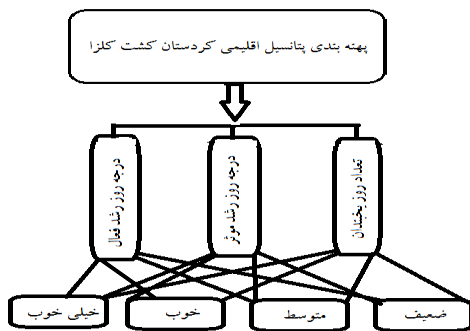 پهنه بندی پتانسیل اقلیمی کردستان کشت کلزا
تعداد روز یخبندان
درجه روز رشد موثر
درجه روز رشد فعال
ضعیف
متوسط
خوب
خیلی خوب